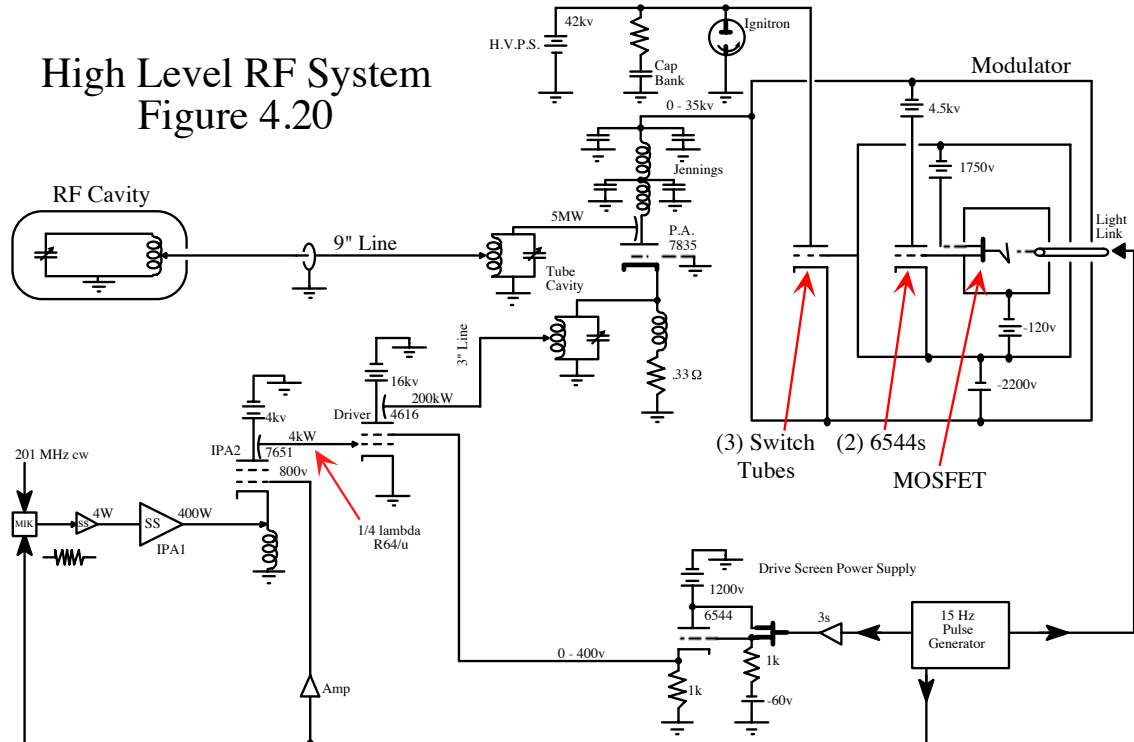 High Level RF System
Figure 4.20
42kv
H.V.P.S.
Cap
Bank
Ignitron
0 - 35kv
Modulator
4.5kv
1750v
Light
Link
-120v
-2200v
(3) Switch
Tubes
(2) 6544s
MOSFET
RF Cavity
9" Line
5MW
Jennings
P.A.
7835
Tube
Cavity
3" Line
.33 Ω
16kv
200kW
4616
Driver
4kv
IPA2
4kW
7651
800v
201 MHz cw
MIK
SS
4W
SS
400W
IPA1
1/4 lambda
R64/u
Amp
0 - 400v
Drive Screen Power Supply
1200v
6544
1k
1k
-60v
3s
15 Hz
Pulse
Generator